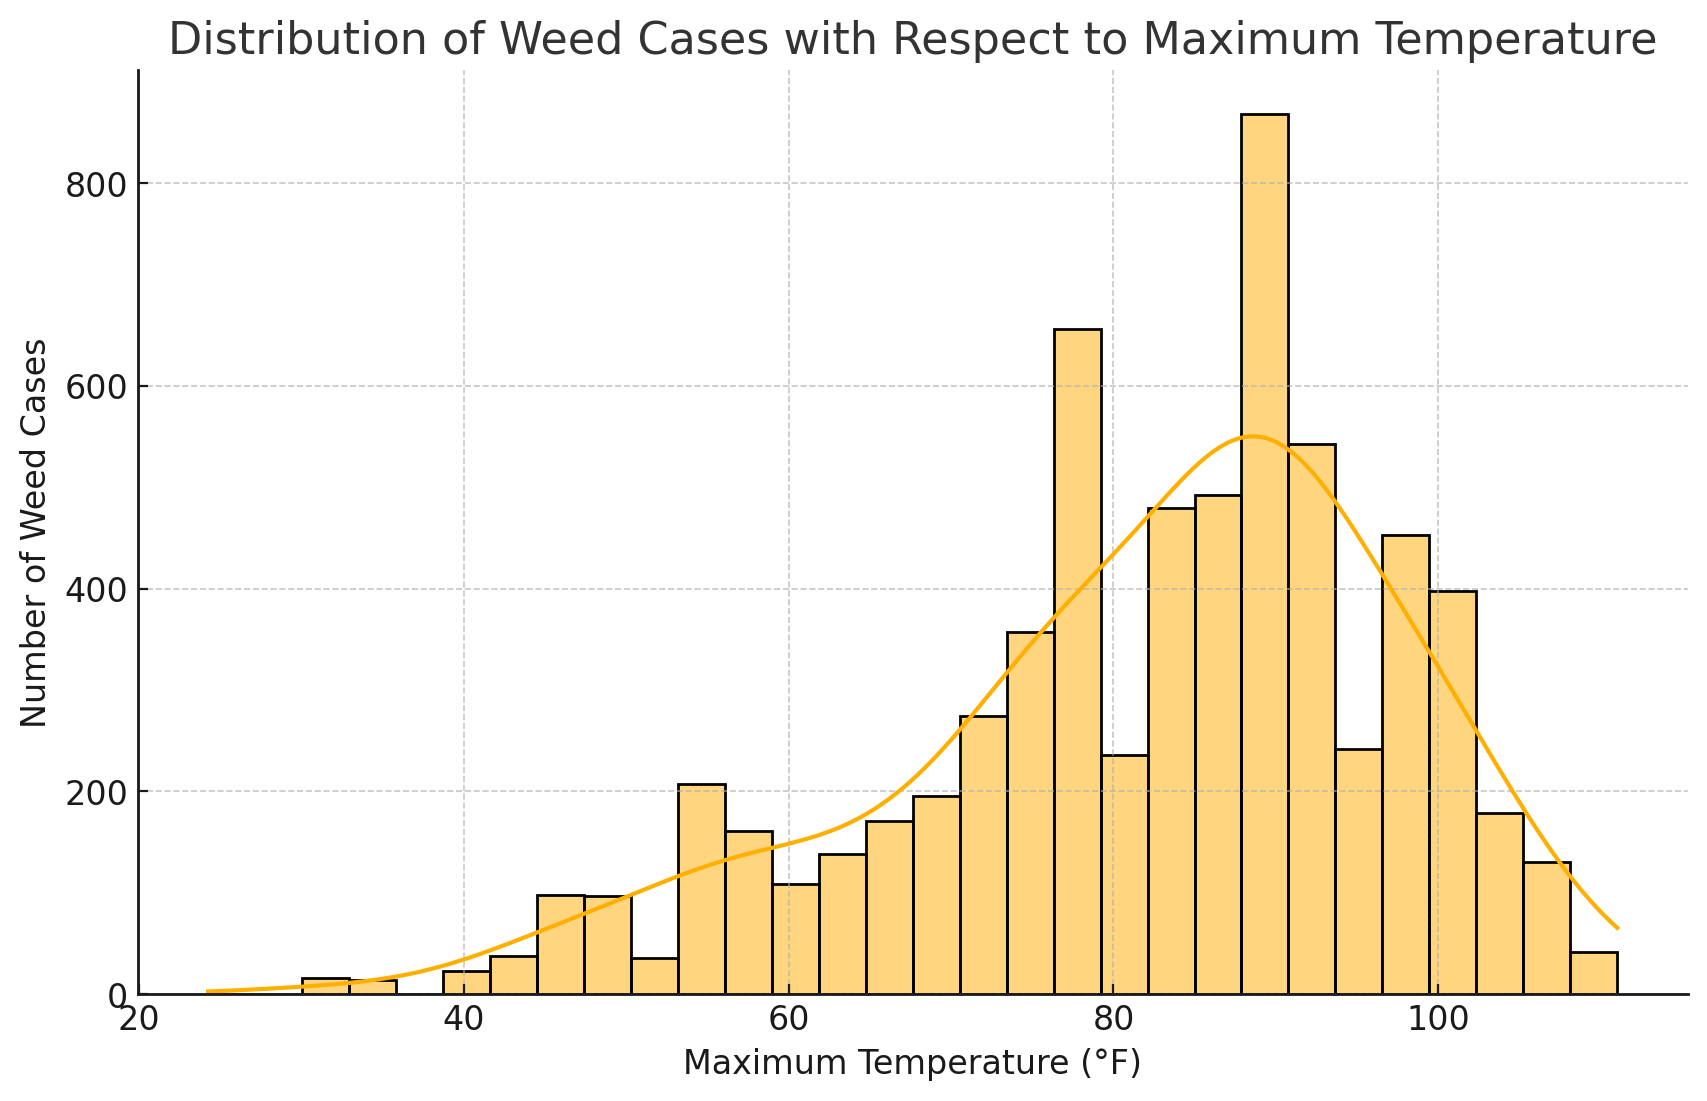 Distribution of Weed Cases with Respect to Maximum Temperature
Number of Weed Cases
800
600
400
200
0
20 40 60 80 100
Maximum Temperature (°F)